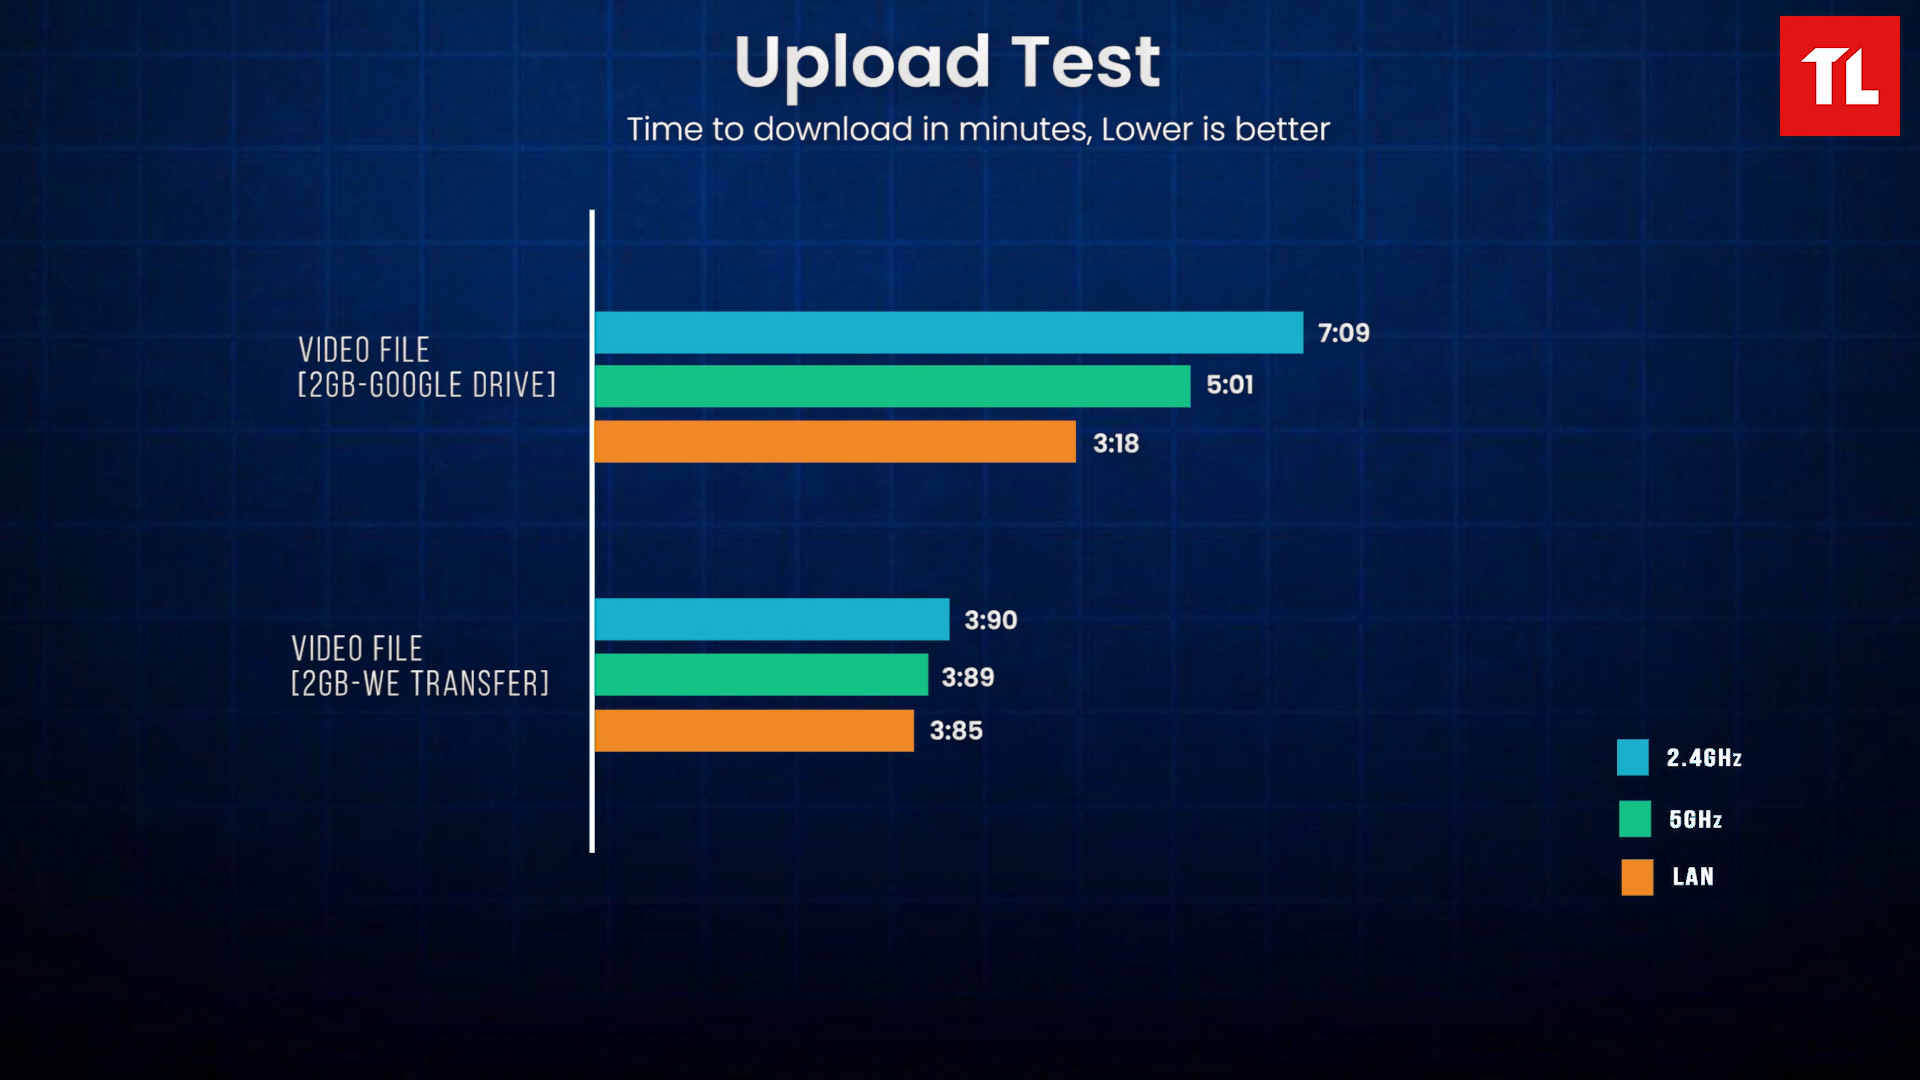 Upload Test
Time to download in minutes, Lower is better
TL
VIDEO FILE
[2GB-GOOGLE DRIVE]
7:09
5:01
3:18
VIDEO FILE
[2GB-WE TRANSFER]
3:90
3:89
3:85
2.4GHz
5GHz
LAN